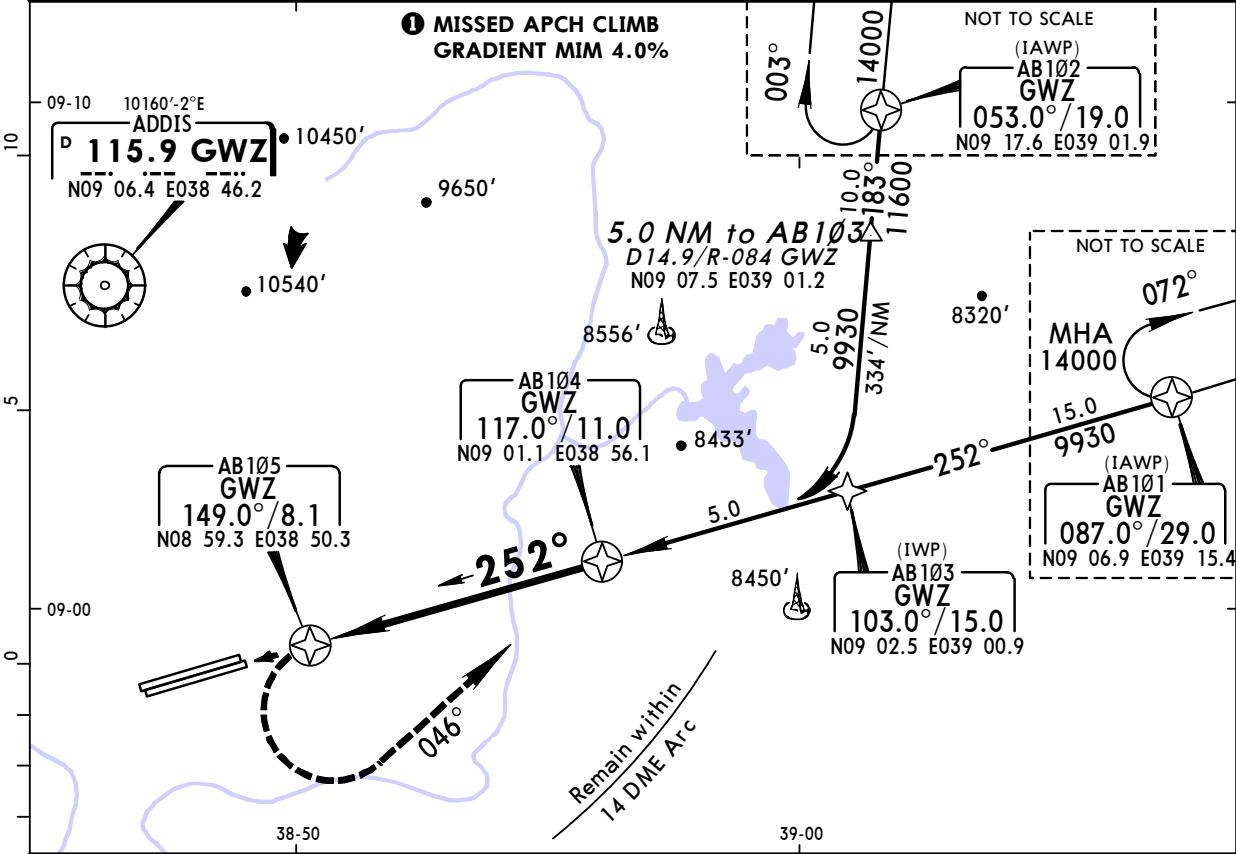 ❶ MISSED APCH CLIMB
GRADIENT MIM 4.0%
NOT TO SCALE
(IAWP)
AB1Ø2
GWZ
053.0°/19.0
N09 17.6 E039 01.9
003°
14000
09-10
10
10160'-2°E
ADDIS
D 115.9 GWZ
N09 06.4 E038 46.2
10450'
9650'
10540'
10.0
183°
11600
5.0 NM to AB1Ø3
D14.9/R-084 GWZ
N09 07.5 E039 01.2
8556'
5.0
9930
334'/NM
8320'
NOT TO SCALE
072°
MHA
14000
15.0
9930
252°
(IAWP)
AB1Ø1
GWZ
087.0°/29.0
N09 06.9 E039 15.4
5
AB1Ø4
GWZ
117.0°/11.0
N09 01.1 E038 56.1
8433'
AB1Ø5
GWZ
149.0°/8.1
N08 59.3 E038 50.3
5.0
252°
8450'
(IWP)
AB1Ø3
GWZ
103.0°/15.0
N09 02.5 E039 00.9
09-00
0
046°
Remain within
14 DME Arc
38-50
39-00